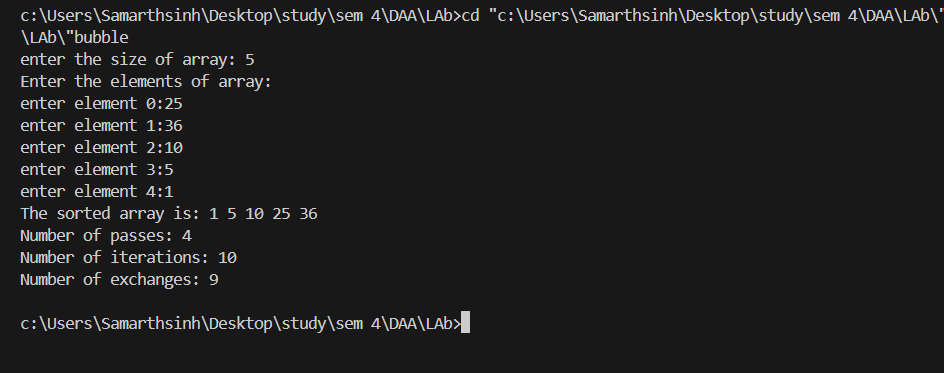 c:\Users\Samarthsinh\Desktop\study\sem 4\DAA\LAb>cd "c:\Users\Samarthsinh\Desktop\study\sem 4\DAA\LAb\"
\LAb\"bubble
enter the size of array: 5
Enter the elements of array:
enter element 0:25
enter element 1:36
enter element 2:10
enter element 3:5
enter element 4:1
The sorted array is: 1 5 10 25 36
Number of passes: 4
Number of iterations: 10
Number of exchanges: 9
c:\Users\Samarthsinh\Desktop\study\sem 4\DAA\LAb>